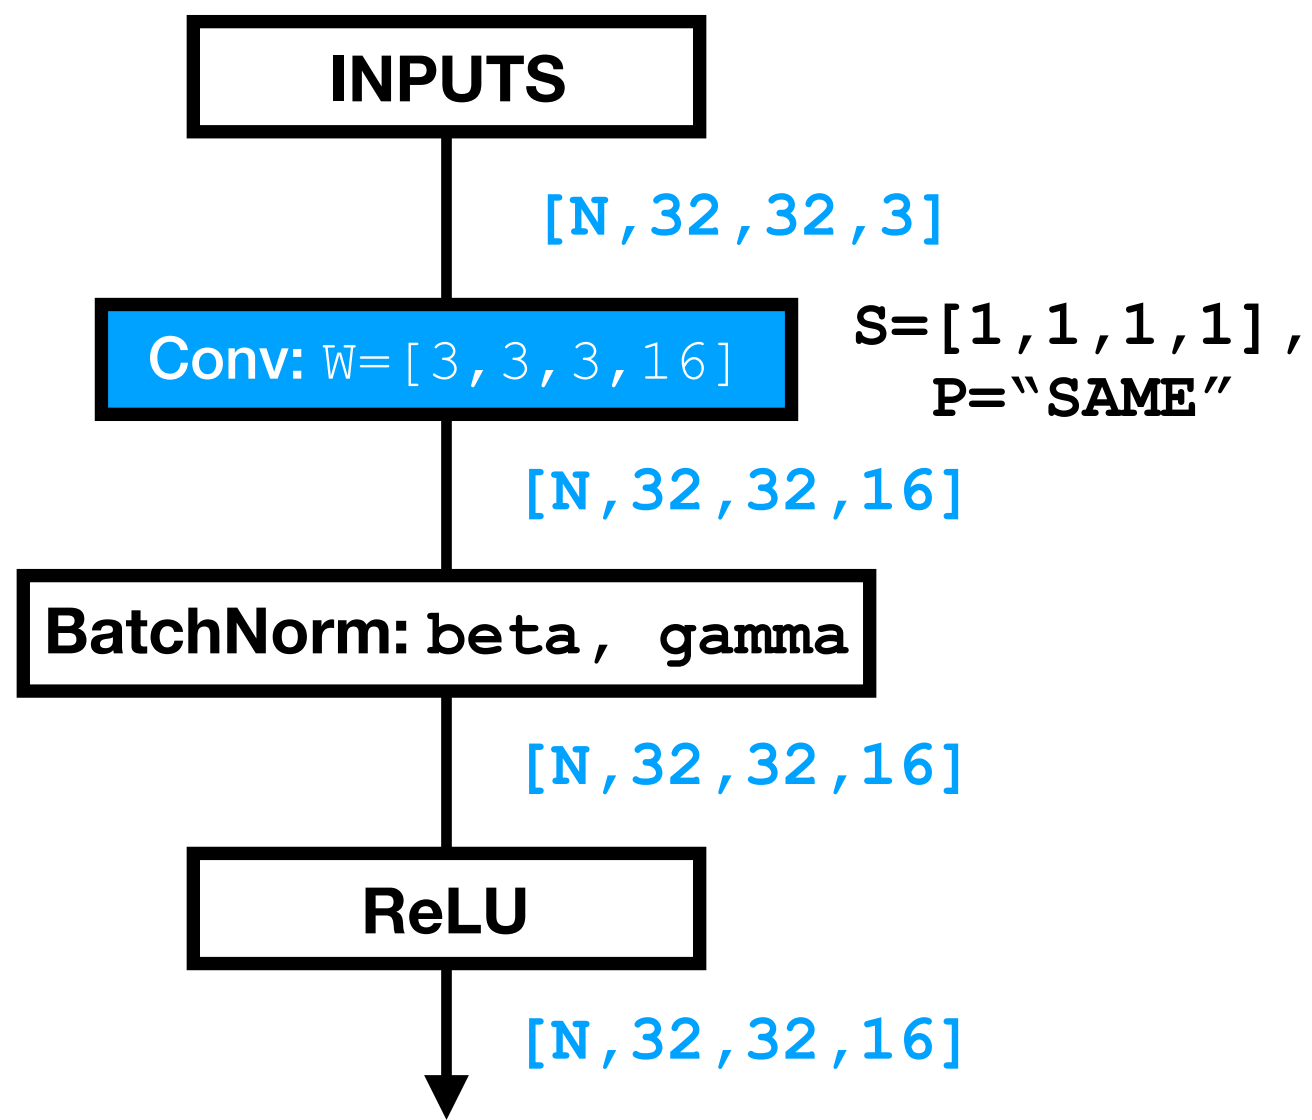 INPUTS
[N,32,32,3]
Conv: W=[3,3,3,16]
S=[1,1,1,1],
P=“SAME”
[N,32,32,16]
BatchNorm: beta, gamma
[N,32,32,16]
ReLU
[N,32,32,16]